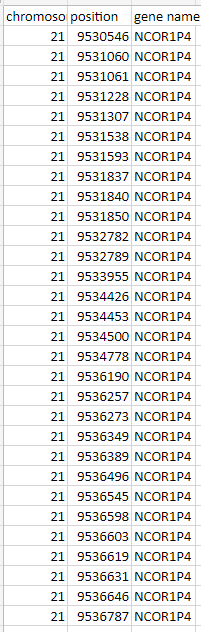 chromoso position gene name
21 9530546 NCOR1P4
21 9531060 NCOR1P4
21 9531061 NCOR1P4
21 9531228 NCOR1P4
21 9531307 NCOR1P4
21 9531538 NCOR1P4
21 9531593 NCOR1P4
21 9531837 NCOR1P4
21 9531840 NCOR1P4
21 9531850 NCOR1P4
21 9532782 NCOR1P4
21 9532789 NCOR1P4
21 9533955 NCOR1P4
21 9534426 NCOR1P4
21 9534453 NCOR1P4
21 9534500 NCOR1P4
21 9534778 NCOR1P4
21 9536190 NCOR1P4
21 9536257 NCOR1P4
21 9536273 NCOR1P4
21 9536349 NCOR1P4
21 9536389 NCOR1P4
21 9536496 NCOR1P4
21 9536545 NCOR1P4
21 9536598 NCOR1P4
21 9536603 NCOR1P4
21 9536619 NCOR1P4
21 9536631 NCOR1P4
21 9536646 NCOR1P4
21 9536787 NCOR1P4